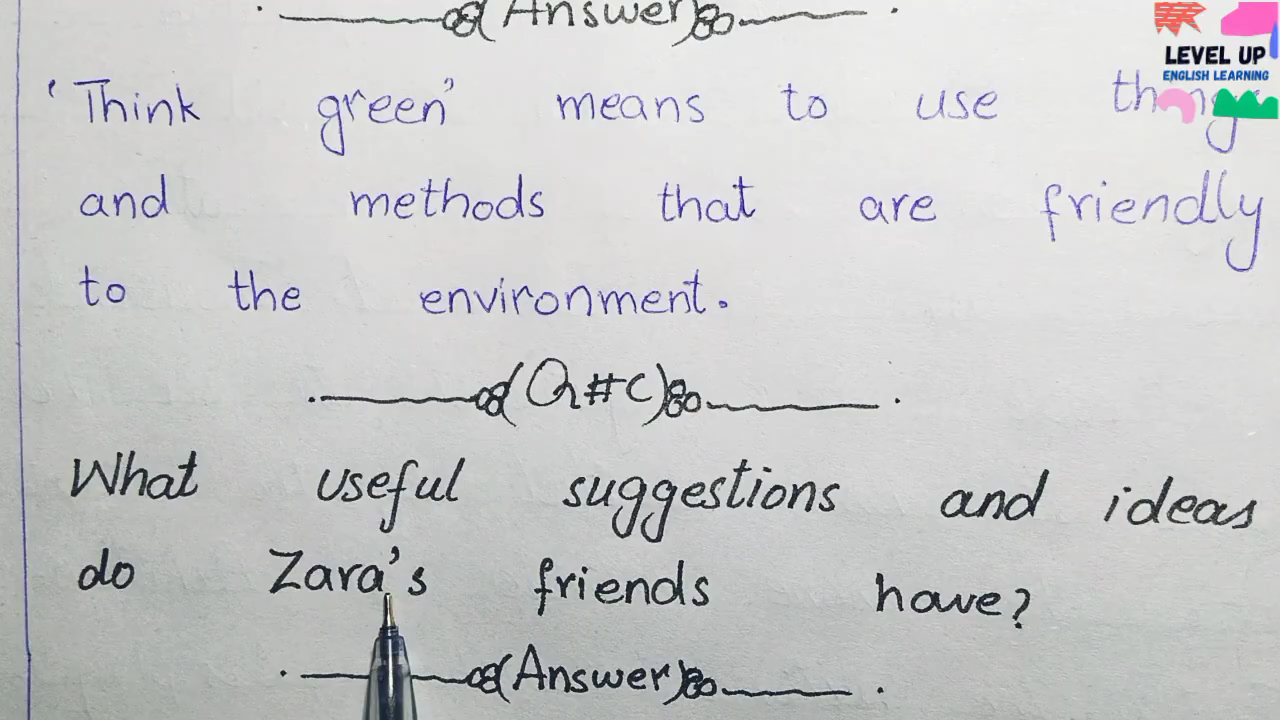 (Answer)
LEVEL UP
ENGLISH LEARNING
'Think green' means to use things
and methods that are friendly
to the environment.
(Q#C)
What useful suggestions and ideas
do Zara's friends have?
(Answer)